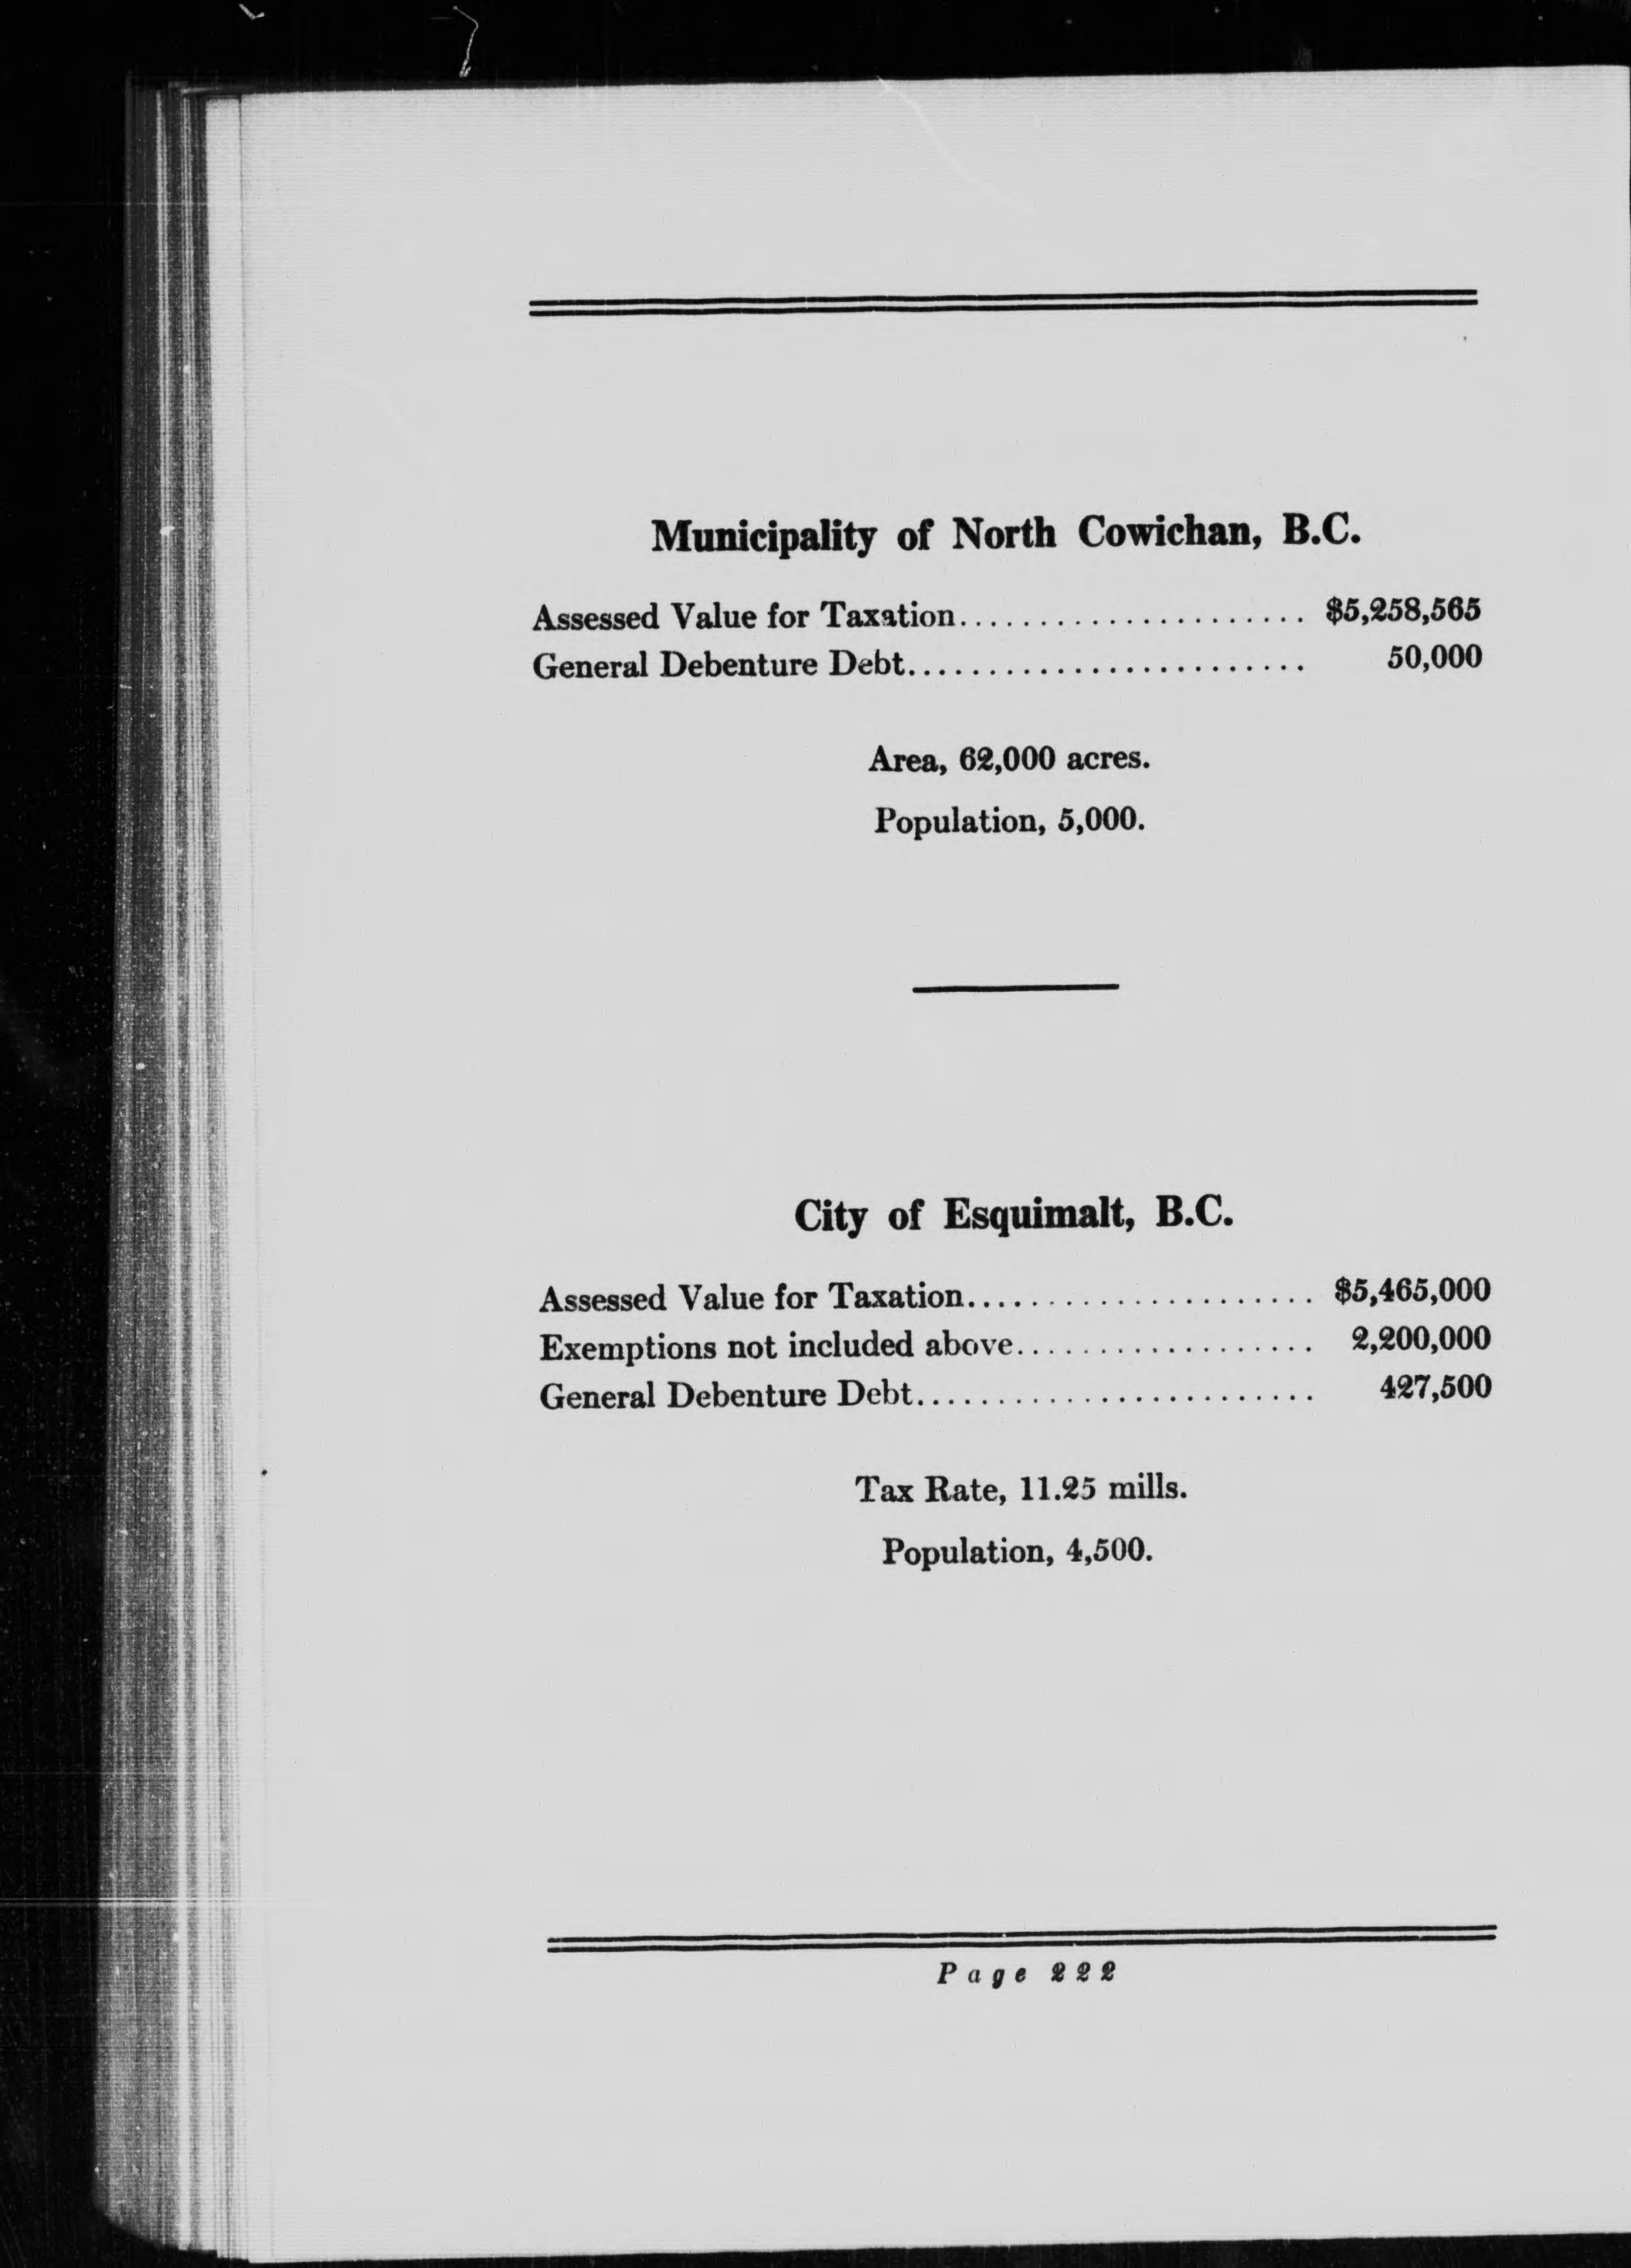 Municipality of North Cowichan, B.C.
Assessed Value for Taxation...................... $5,258,565
General Debenture Debt......................... 50,000
Area, 62,000 acres.
Population, 5,000.
City of Esquimalt, B.C.
Assessed Value for Taxation...................... $5,465,000
Exemptions not included above................... 2,200,000
General Debenture Debt......................... 427,500
Tax Rate, 11.25 mills.
Population, 4,500.
Page 222